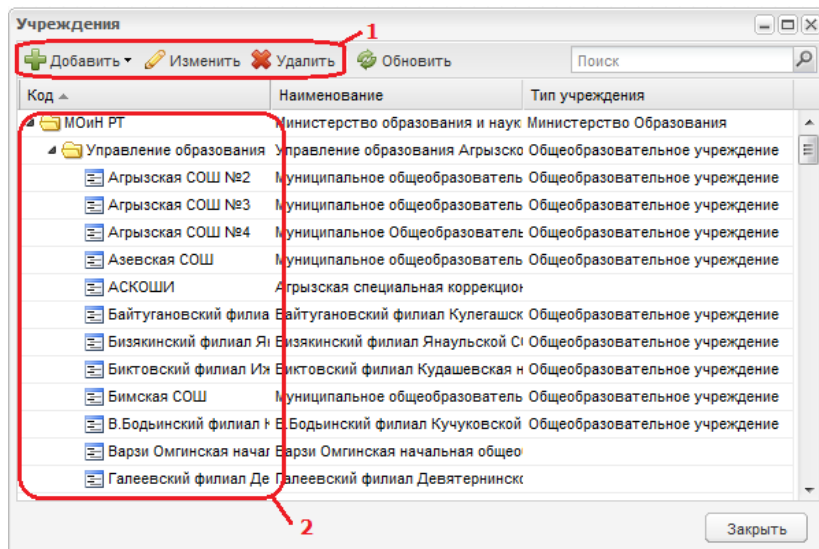 Учреждения
1
Добавить Изменить Удалить Обновить Поиск
Код Наименование Тип учреждения
МОиН РТ Министерство образования и наук Министерство Образования
Управление образования Управление образования Агрызско Общеобразовательное учреждение
Агрызская СОШ №2 Муниципальное общеобразователь Общеобразовательное учреждение
Агрызская СОШ №3 Муниципальное общеобразователь Общеобразовательное учреждение
Агрызская СОШ №4 Муниципальное Общеобразователь Общеобразовательное учреждение
Азевская СОШ Муниципальное общеобразователь Общеобразовательное учреждение
АСКОШИ Агрызская специальная коррекцион
Байтугановский филиа Байтугановский филиал Кулегашск Общеобразовательное учреждение
Бизякинский филиал Ян Бизякинский филиал Янаульской С Общеобразовательное учреждение
Биктовский филиал Иж Биктовский филиал Кудашевская н Общеобразовательное учреждение
Бимская СОШ Муниципальное общеобразователь Общеобразовательное учреждение
В.Бодьинский филиал К В.Бодьинский филиал Кучуковской Общеобразовательное учреждение
Варзи Омгинская начал Варзи Омгинская начальная общео
Галеевский филиал Де Галеевский филиал Девятернинско
2
Закрыть